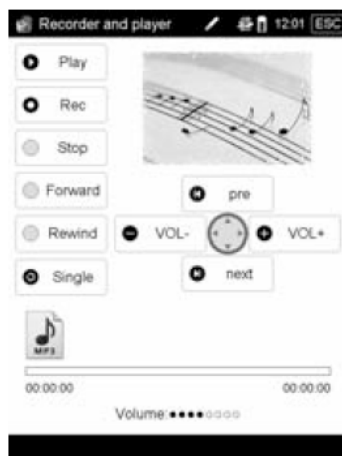 Recorder and player 12:01 ESC
Play
Rec
Stop
Forward
pre
Rewind
VOL-
VOL+
Single
next
MP3
00:00:00 00:00:00
Volume: